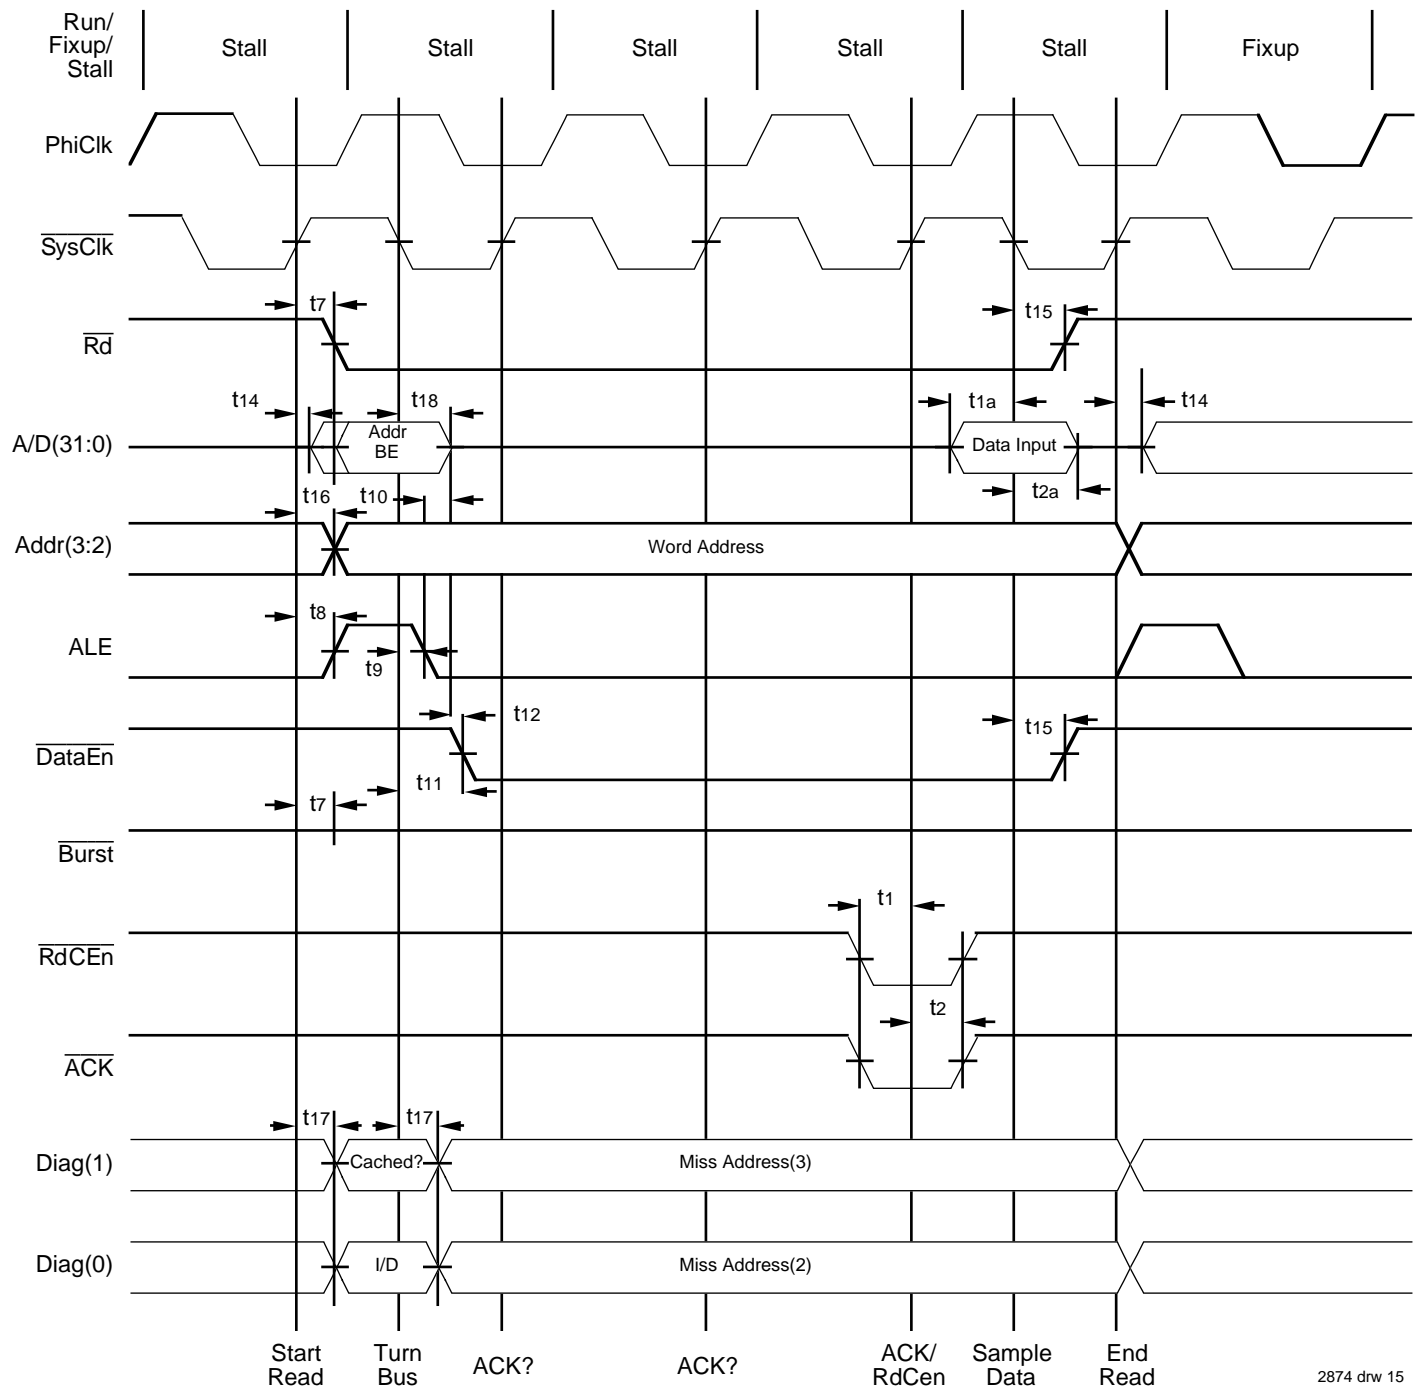 Run/
Fixup/
Stall
Stall
Stall
Stall
Stall
Stall
Fixup
PhiClk
SysClk
t7
t15
Rd
t14
t18
t1a
t14
A/D(31:0)
Addr
BE
Data Input
t16
t10
t2a
Addr(3:2)
Word Address
t8
ALE
t9
t12
t15
DataEn
t11
t7
Burst
t1
RdCEn
t2
ACK
t17
t17
Diag(1)
Cached?
Miss Address(3)
Diag(0)
I/D
Miss Address(2)
Start
Read
Turn
Bus
ACK?
ACK?
ACK/
RdCen
Sample
Data
End
Read
2874 drw 15